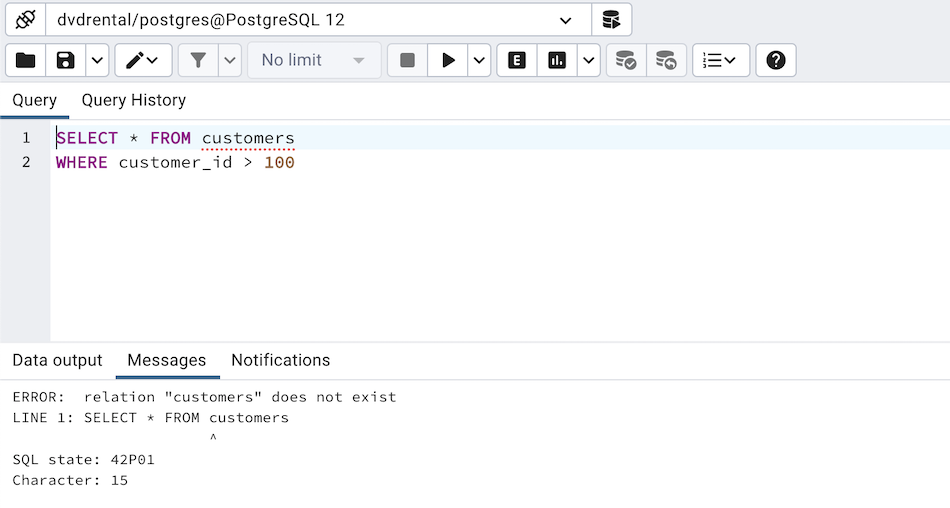 dvdrental/postgres@PostgreSQL 12
No limit
E
Query Query History
1 SELECT * FROM customers
2 WHERE customer_id > 100
Data output Messages Notifications
ERROR:  relation "customers" does not exist
LINE 1: SELECT * FROM customers
^
SQL state: 42P01
Character: 15